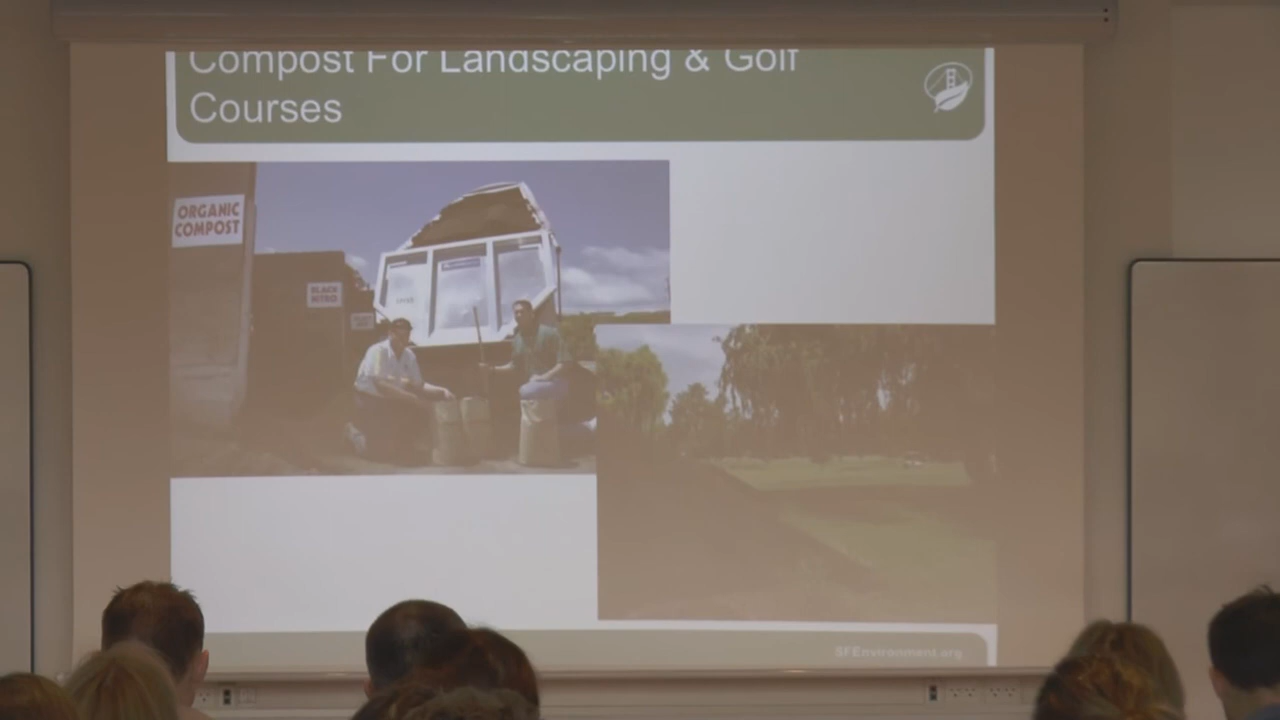 Compost For Landscaping & Golf
Courses
ORGANIC
COMPOST
BLACK
NITRO
SFEnvironment.org